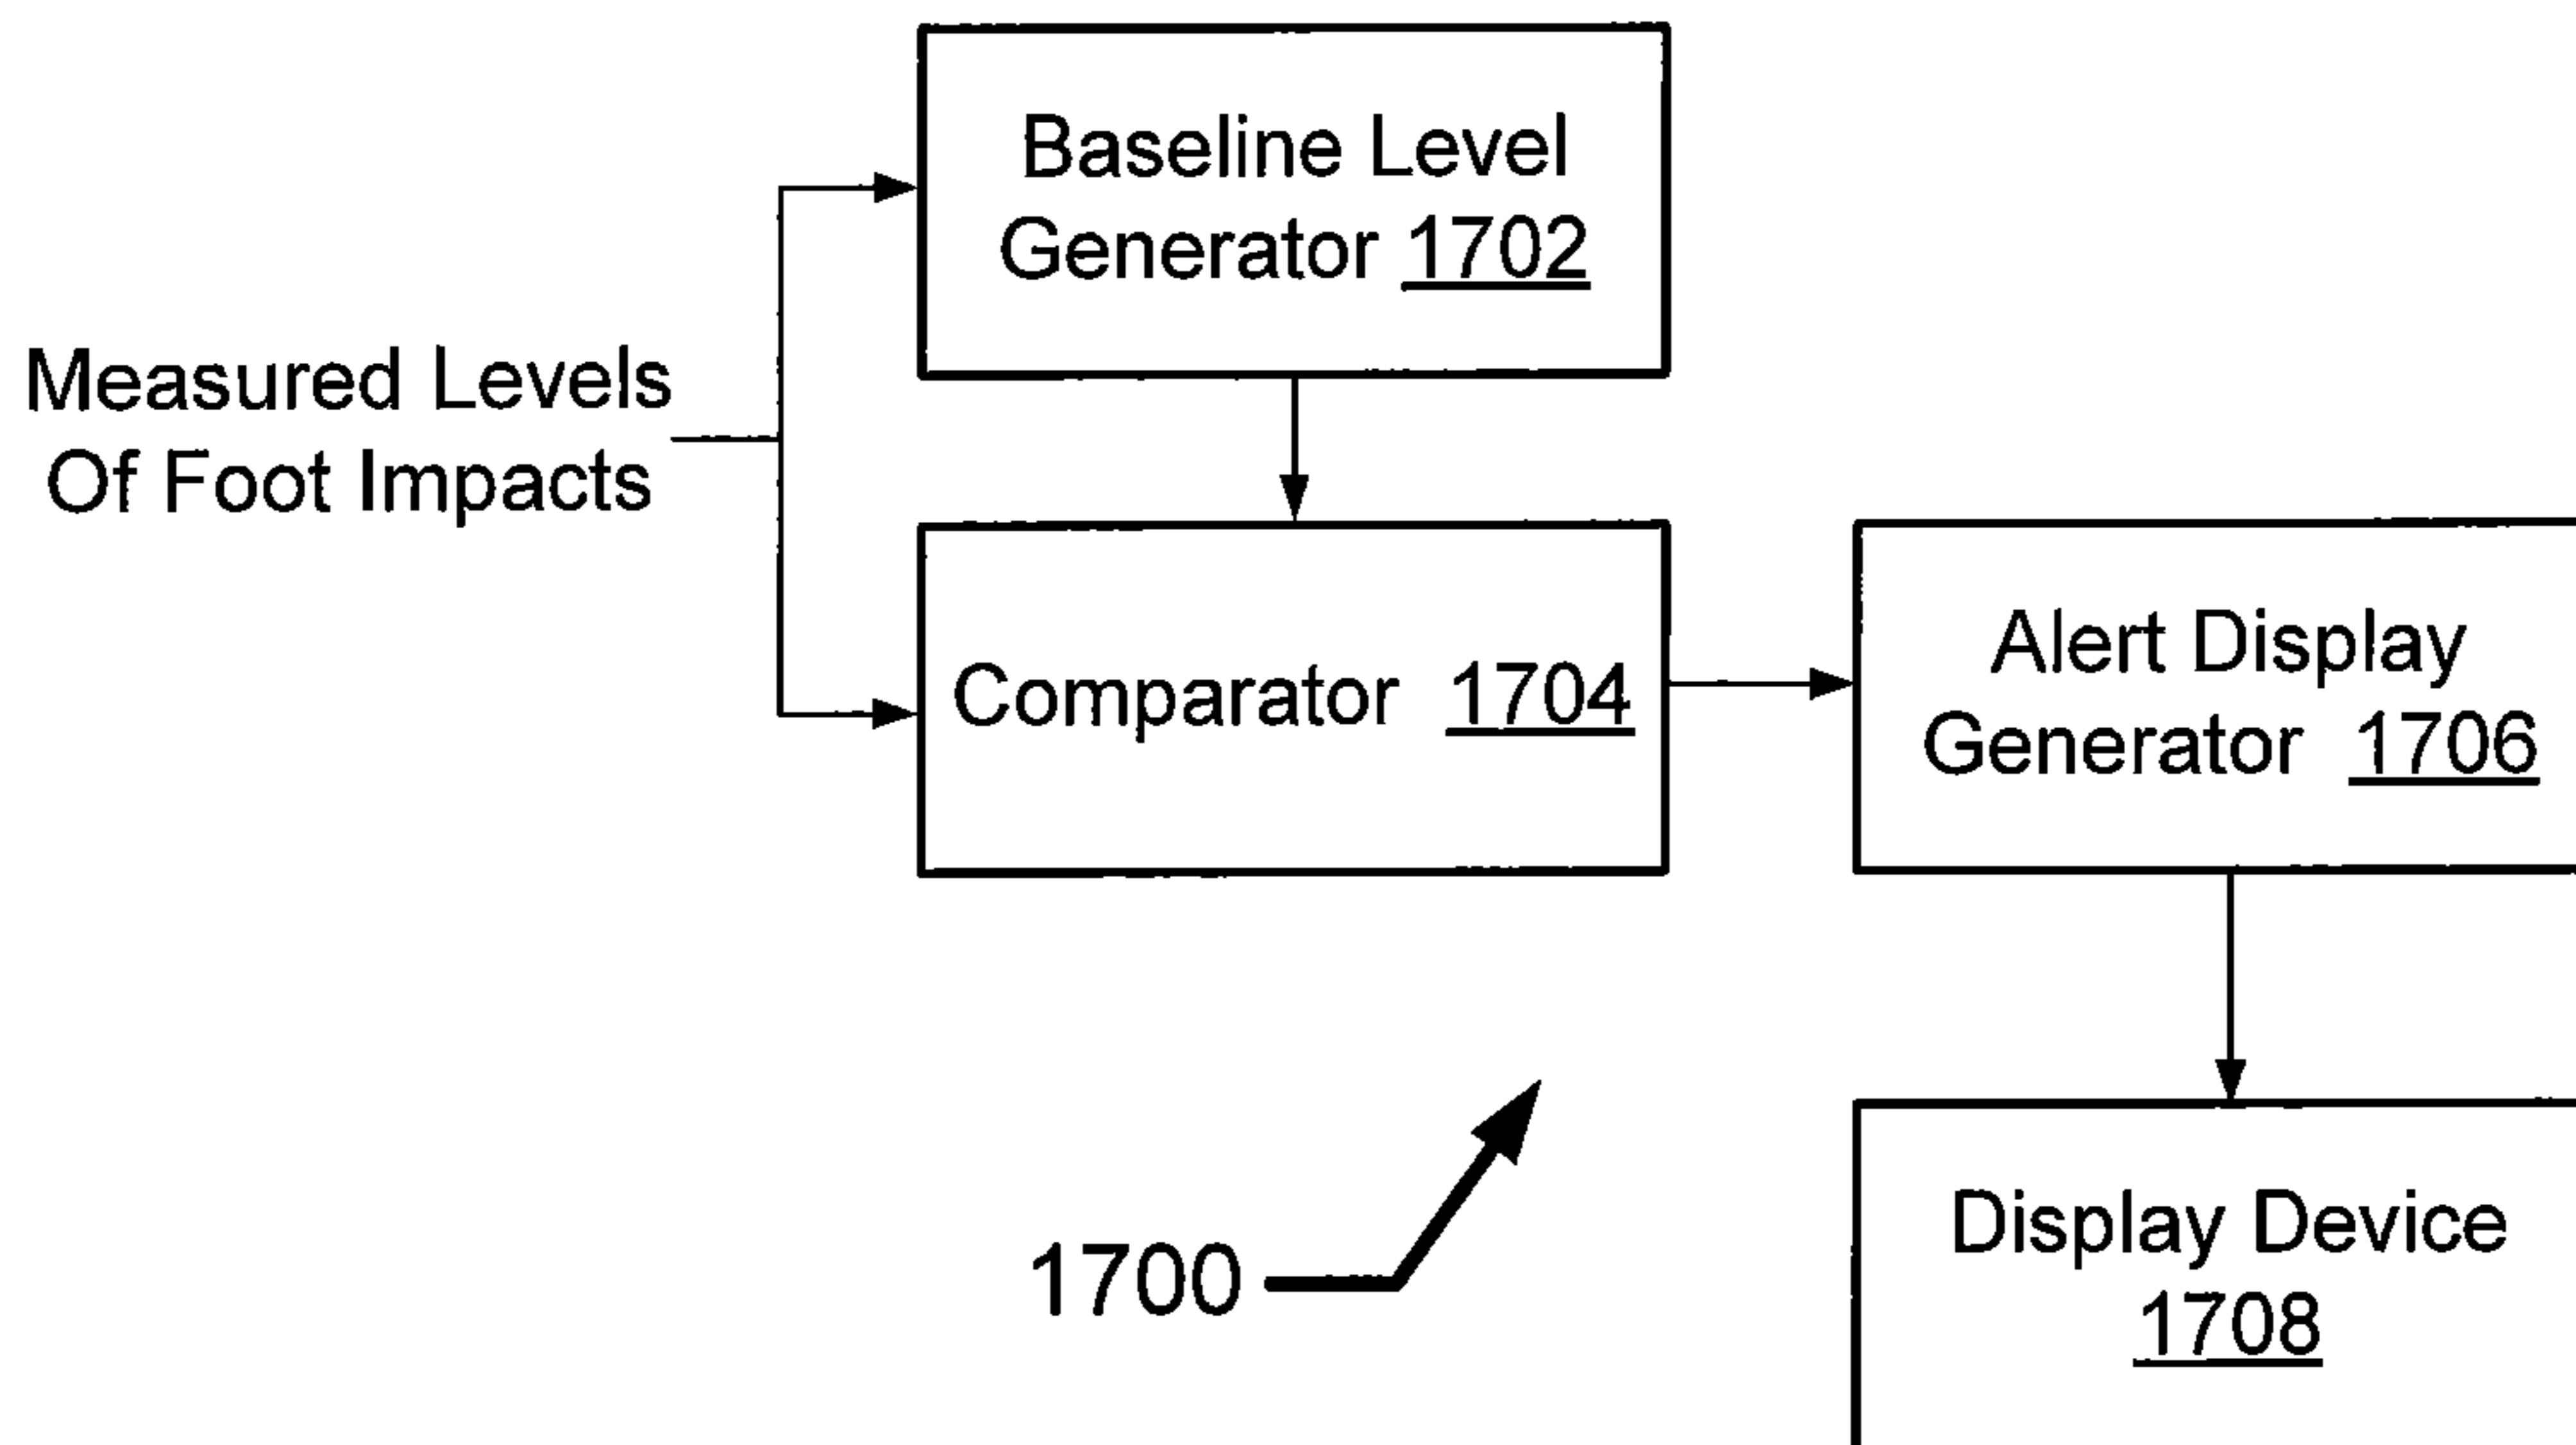 Baseline Level
Generator 1702
Measured Levels
Of Foot Impacts
Comparator 1704
Alert Display
Generator 1706
1700
Display Device
1708